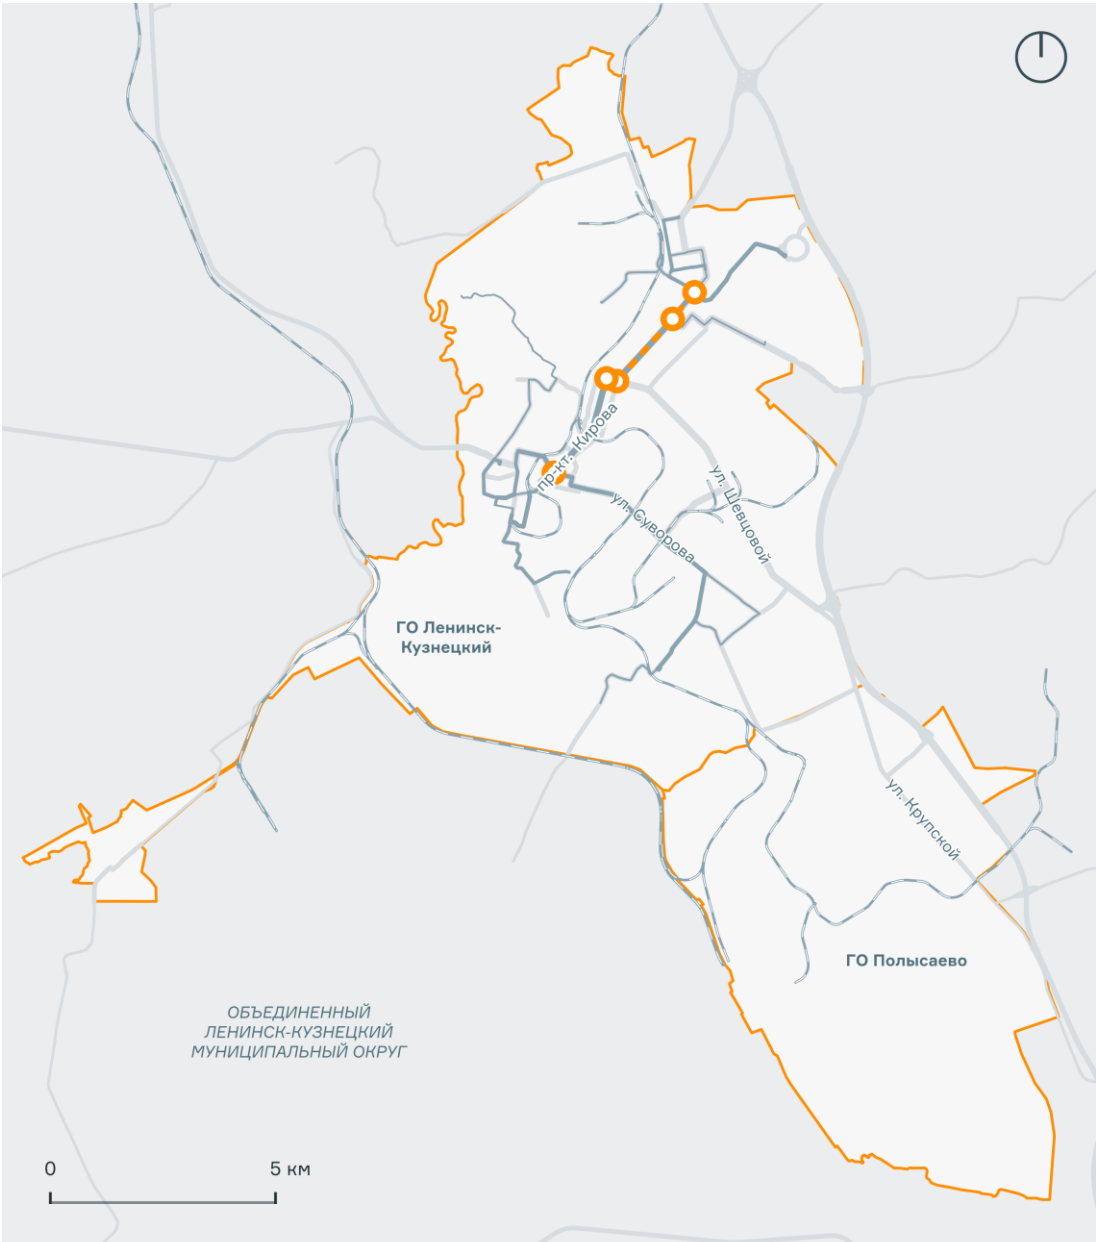 пр-кт. Кирова
ул. Шевцовой
ул. Суворова
ГО Ленинск-
Кузнецкий
ул. Крупской
ГО Полысаево
ОБЪЕДИНЕННЫЙ
ЛЕНИНСК-КУЗНЕЦКИЙ
МУНИЦИПАЛЬНЫЙ ОКРУГ
0 5 км